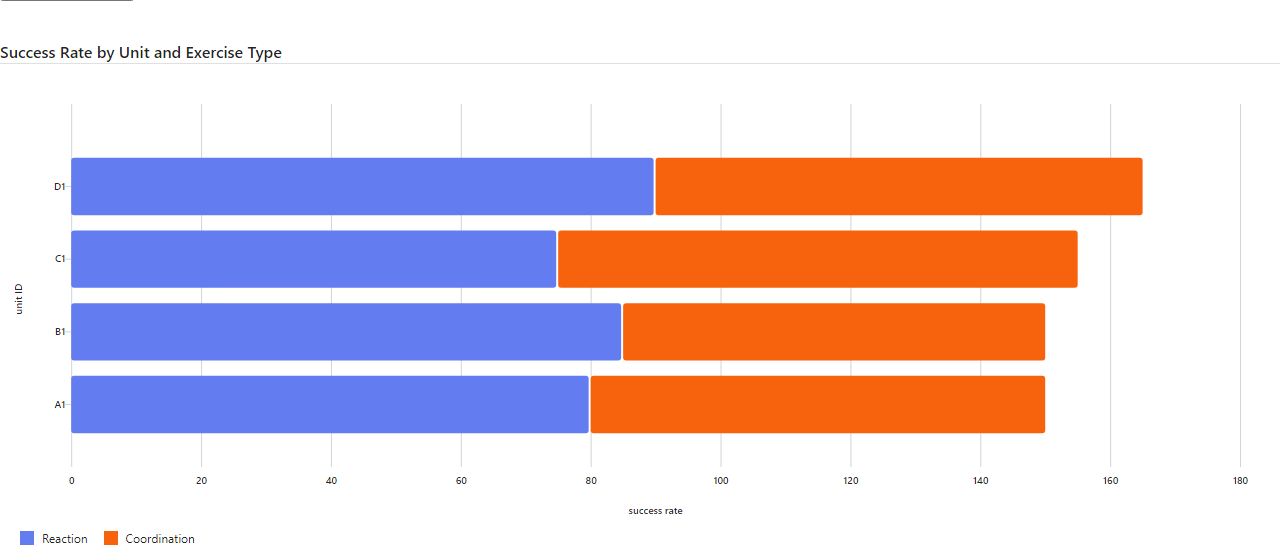 Success Rate by Unit and Exercise Type
D1
C1
B1
A1
unit ID
0 20 40 60 80 100 120 140 160 180
success rate
Reaction Coordination